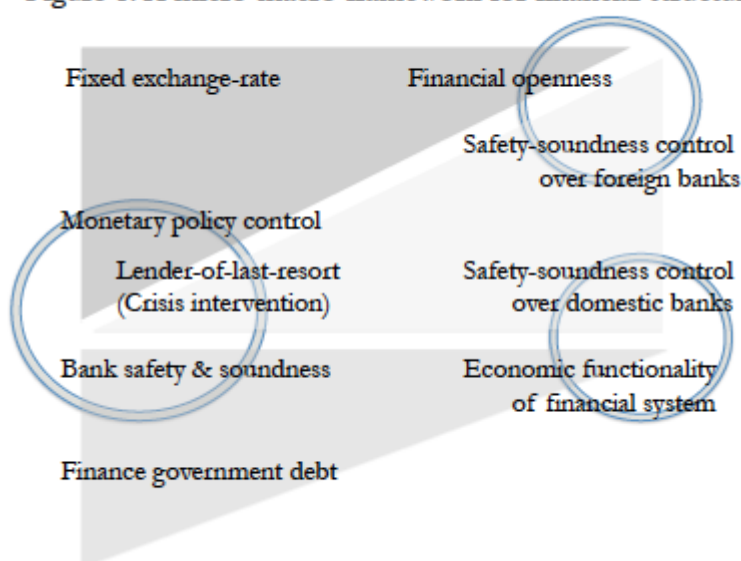 Fixed exchange-rate Financial openness
Safety-soundness control
over foreign banks
Monetary policy control
Lender-of-last-resort Safety-soundness control
(Crisis intervention) over domestic banks
Bank safety & soundness Economic functionality
of financial system
Finance government debt